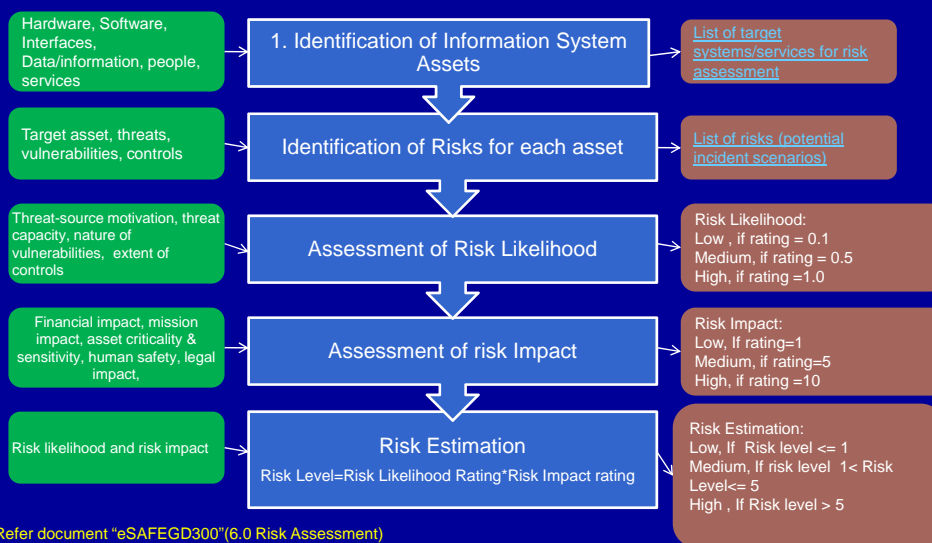 Hardware, Software,
Interfaces,
Data/information, people,
services
1. Identification of Information System
Assets
List of target
systems/services for risk
assessment
Target asset, threats,
vulnerabilities, controls
Identification of Risks for each asset
List of risks (potential
incident scenarios)
Threat-source motivation, threat
capacity, nature of
vulnerabilities, extent of
controls
Assessment of Risk Likelihood
Risk Likelihood:
Low , if rating = 0.1
Medium, if rating = 0.5
High, if rating =1.0
Financial impact, mission
impact, asset criticality &
sensitivity, human safety, legal
impact,
Assessment of risk Impact
Risk Impact:
Low, If rating=1
Medium, if rating=5
High, if rating =10
Risk likelihood and risk impact
Risk Estimation
Risk Level=Risk Likelihood Rating*Risk Impact rating
Risk Estimation:
Low, If Risk level <= 1
Medium, If risk level 1< Risk
Level<= 5
High , If Risk level > 5
Refer document “eSAFEGD300”(6.0 Risk Assessment)